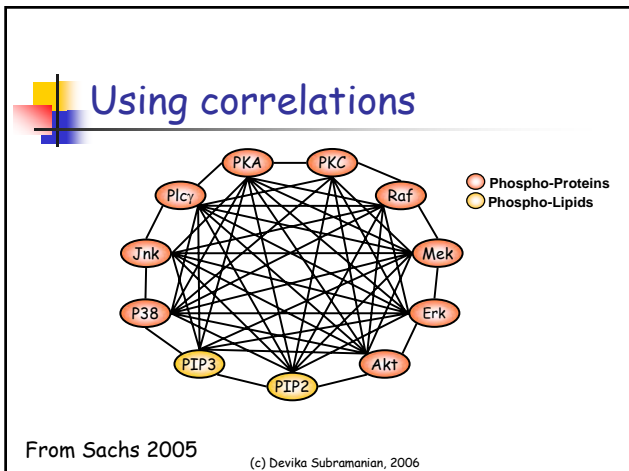 Using correlations
PKA
PKC
Plcγ
Raf
Phospho-Proteins
Phospho-Lipids
Jnk
Mek
P38
Erk
PIP3
Akt
PIP2
From Sachs 2005
(c) Devika Subramanian, 2006